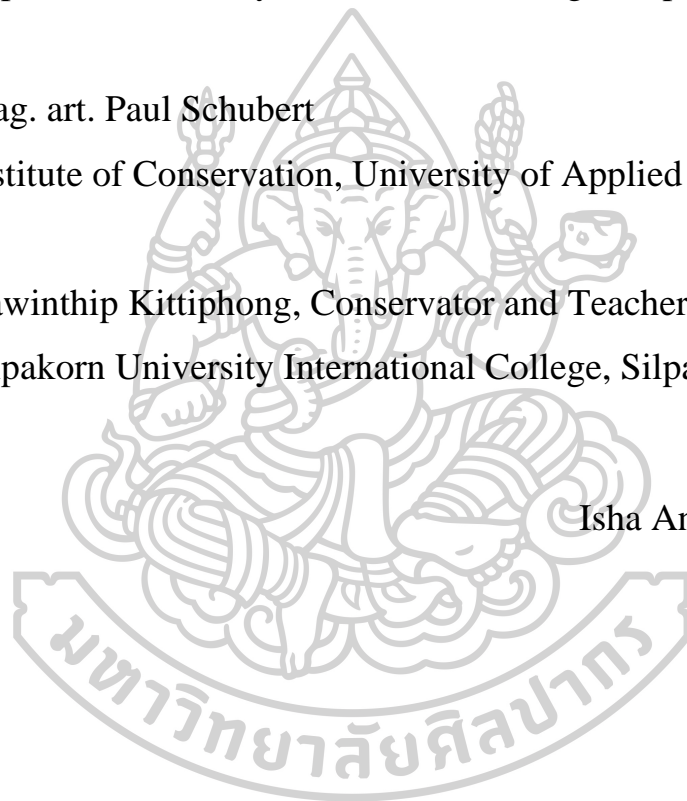 ag. art. Paul Schubert
stitute of Conservation, University of Applied
awinthip Kittiphong, Conservator and Teacher
lpakorn University International College, Silpa
Isha An
มหาวิทยาลัยศิลปากร